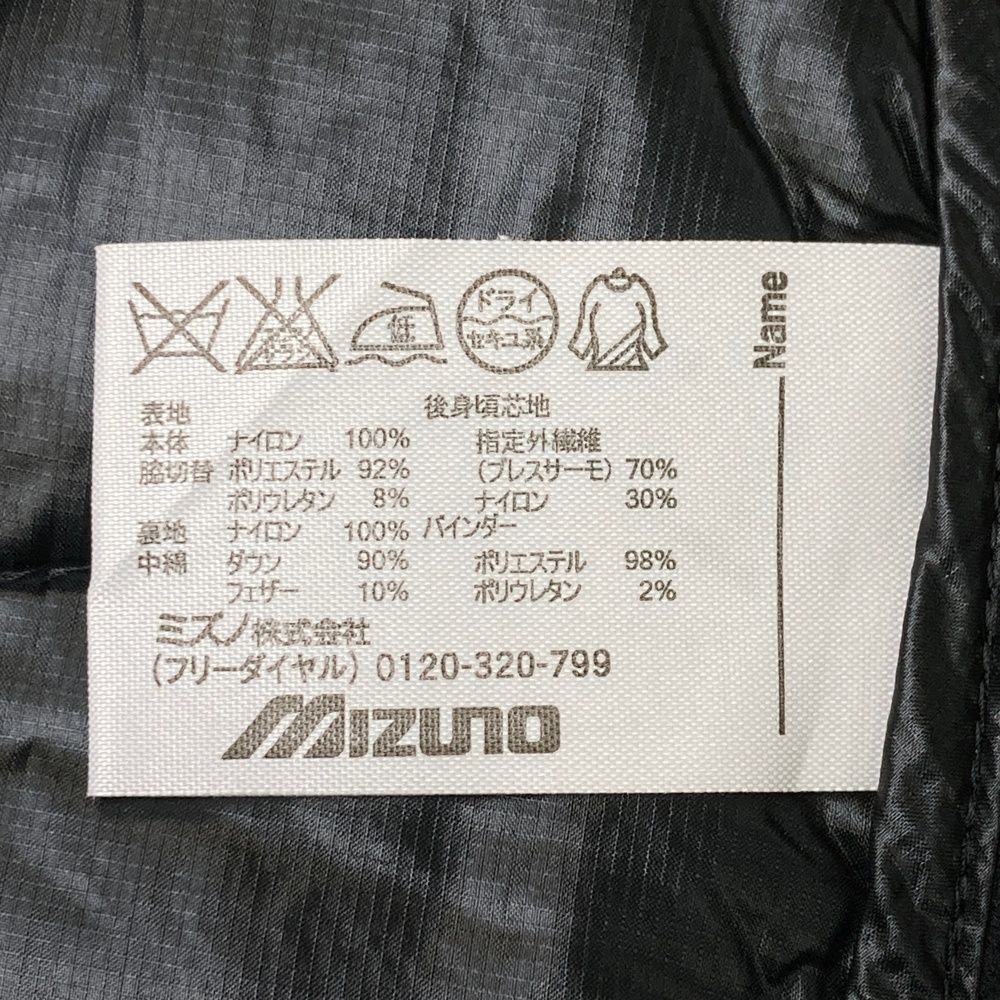 低
ドライ
セキユ系
Name
表地
本体 ナイロン 100%
脇切替 ポリエステル 92%
ポリウレタン 8%
裏地 ナイロン 100%
中綿 ダウン 90%
フェザー 10%
後身頃芯地
指定外繊維
(ブレスサーモ) 70%
ナイロン 30%
バインダー
ポリエステル 98%
ポリウレタン 2%
ミズノ株式会社
(フリーダイヤル) 0120-320-799
MIZUNO